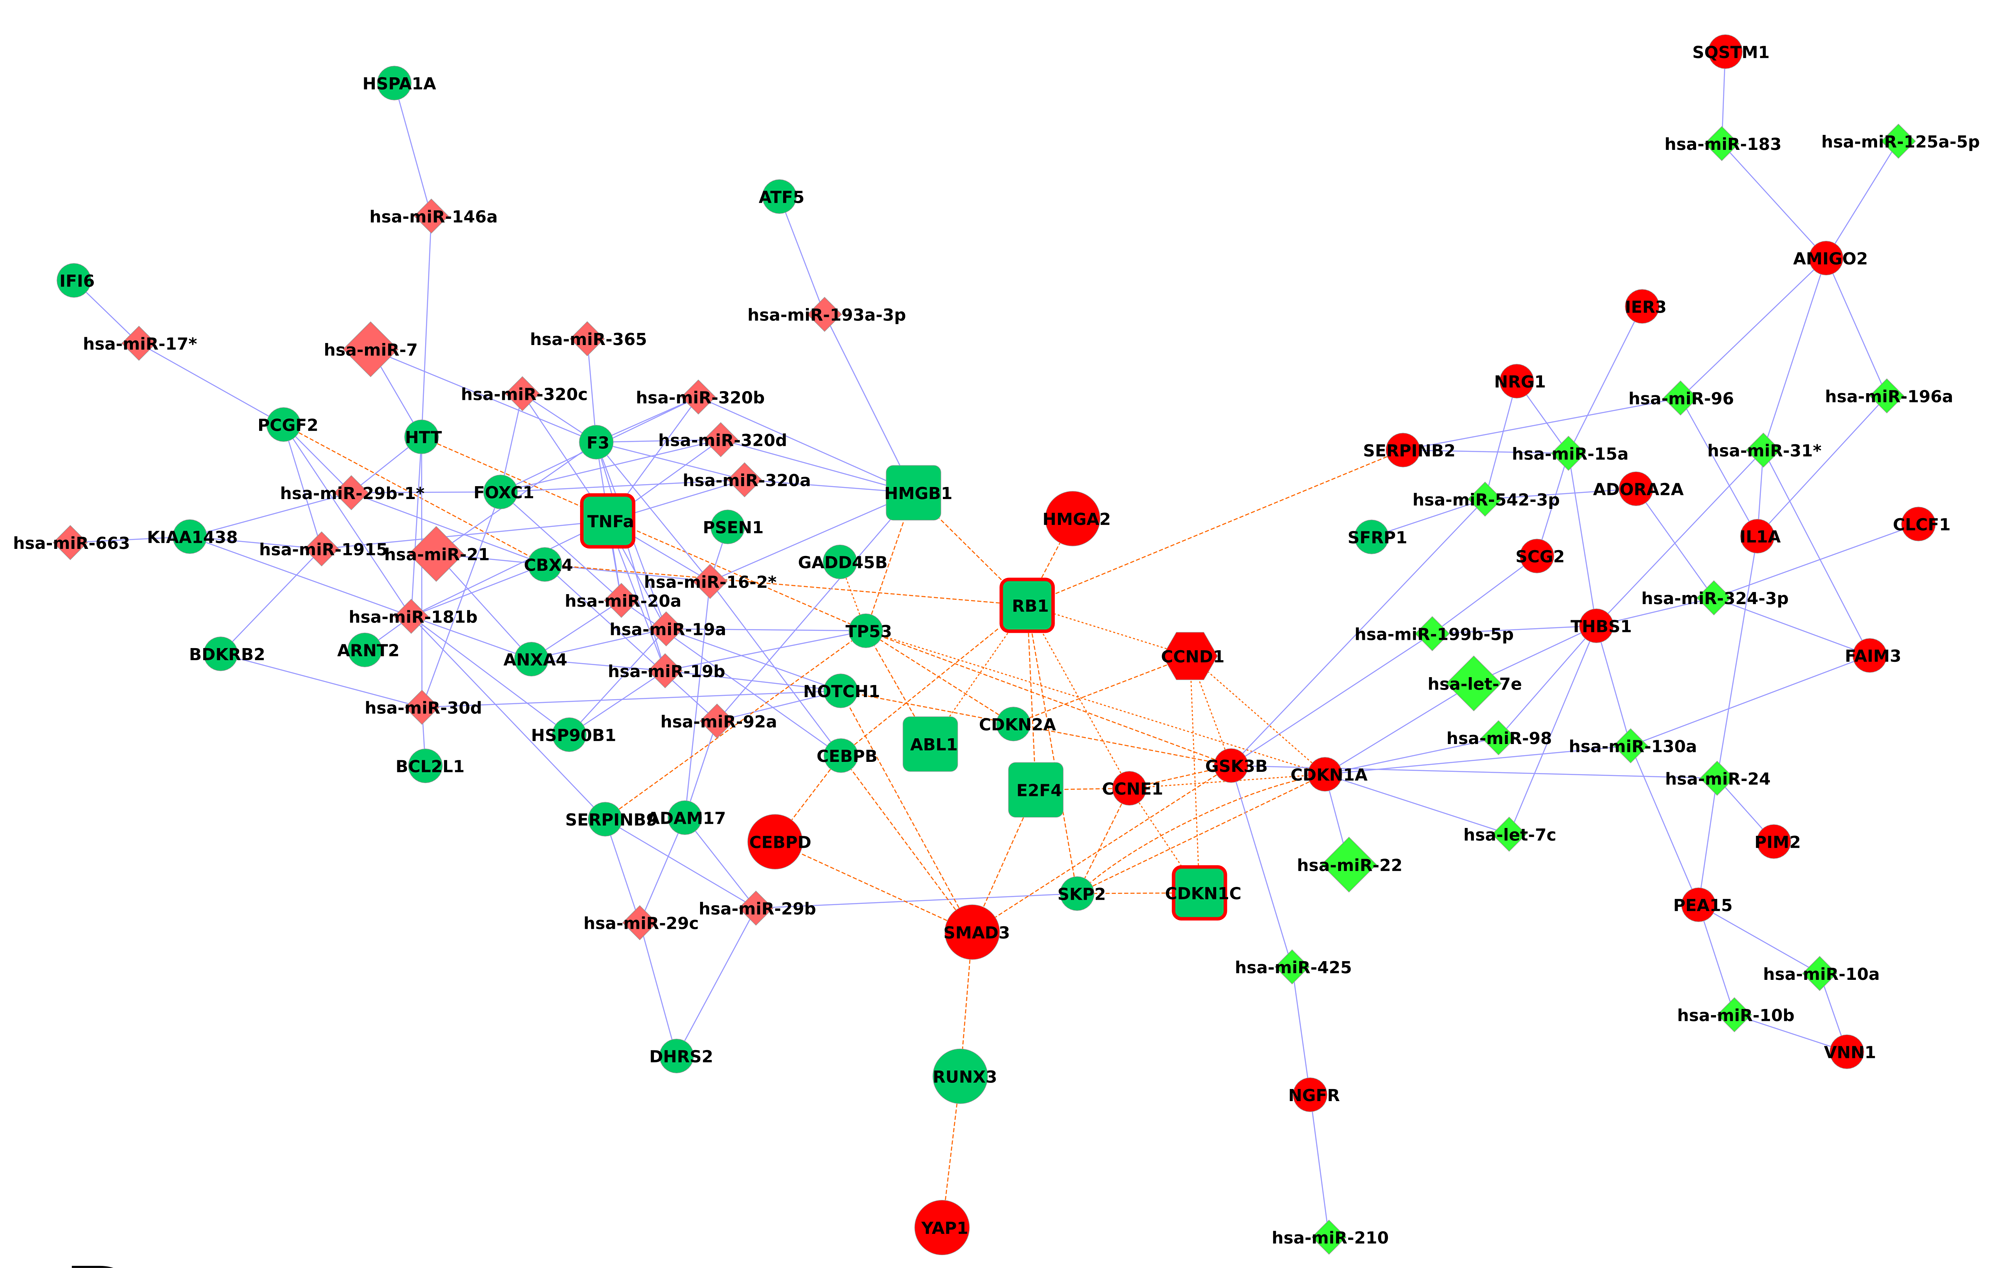 SQSTM1
HSPA1A
hsa-miR-183
hsa-miR-125a-5p
ATF5
hsa-miR-146a
AMIGO2
IFI6
IER3
hsa-miR-193a-3p
hsa-miR-17*
hsa-miR-7
hsa-miR-365
NRG1
hsa-miR-320c
hsa-miR-320b
hsa-miR-96
hsa-miR-196a
PCGF2
HTT
F3
hsa-miR-320d
SERPINB2
hsa-miR-15a
hsa-miR-31*
hsa-miR-320a
hsa-miR-29b-1*
FOXC1
HMGB1
ADORA2A
hsa-miR-542-3p
TNFa
PSEN1
HMGA2
CLCF1
hsa-miR-663
KIAA1438
SFRP1
IL1A
hsa-miR-1915
hsa-miR-21
SCG2
CBX4
GADD45B
hsa-miR-16-2*
hsa-miR-20a
RB1
hsa-miR-324-3p
hsa-miR-181b
hsa-miR-19a
TP53
THBS1
hsa-miR-199b-5p
BDKRB2
ARNT2
ANXA4
CCND1
FAIM3
hsa-miR-19b
NOTCH1
hsa-let-7e
hsa-miR-30d
hsa-miR-92a
CDKN2A
HSP90B1
ABL1
hsa-miR-98
hsa-miR-130a
CEBPB
BCL2L1
GSK3B
CDKN1A
hsa-miR-24
E2F4
CCNE1
SERPINB9
ADAM17
hsa-let-7c
CEBPD
PIM2
hsa-miR-22
SKP2
CDKN1C
hsa-miR-29b
PEA15
hsa-miR-29c
SMAD3
hsa-miR-425
hsa-miR-10a
hsa-miR-10b
DHRS2
VNN1
RUNX3
NGFR
YAP1
hsa-miR-210